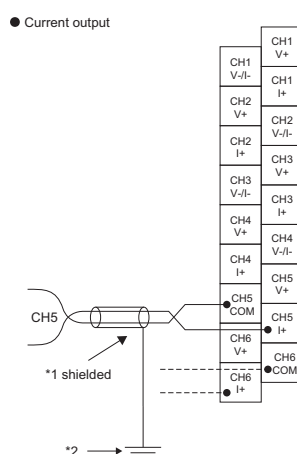 ● Current output
CH1
V+
CH1
V-/I-
CH1
I+
CH2
V+
CH2
V-/I-
CH2
I+
CH3
V+
CH3
V-/I-
CH3
I+
CH4
V+
CH4
V-/I-
CH4
I+
CH5
V+
CH5
COM
CH5
I+
CH6
V+
CH6
COM
CH6
I+
CH5
*1 shielded
*2